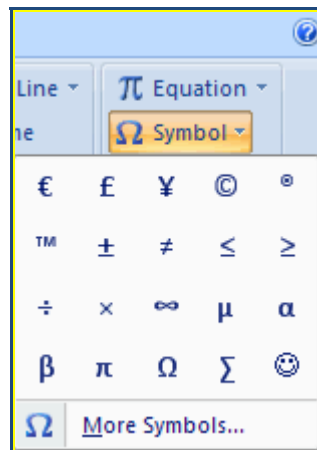 Line π Equation
ne Ω Symbol
€ £ ¥ © ®
™ ± ≠ ≤ ≥
÷ × ∞ µ α
β π Ω ∑ ☺
Ω More Symbols...